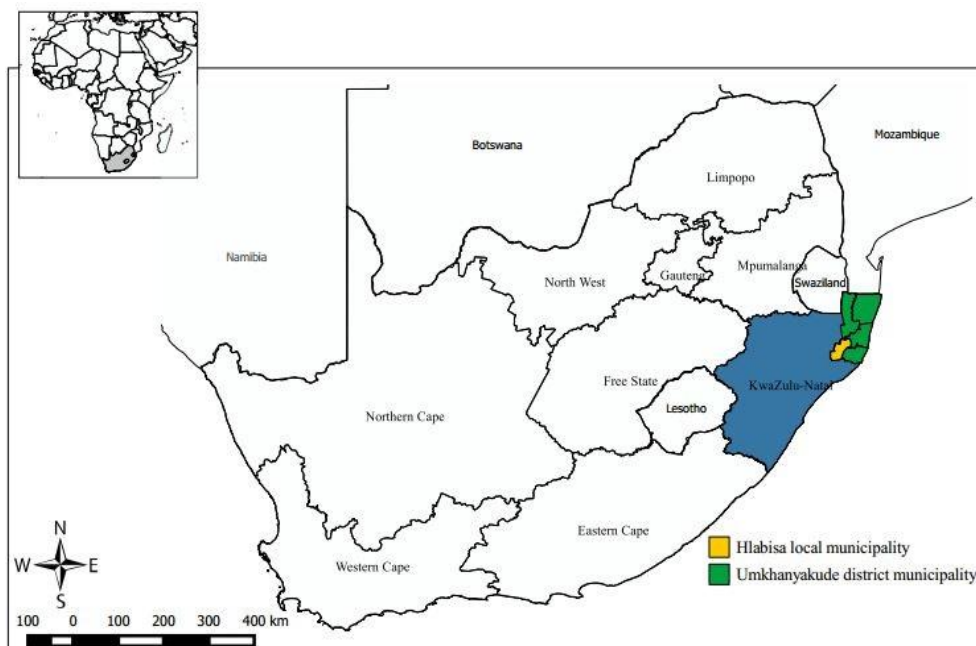 Botswana
Mozambique
Limpopo
Namibia
North West
Gauteng
Mpumalanga
Swaziland
Free State
KwaZulu-Natal
Lesotho
Northern Cape
Eastern Cape
Western Cape
Hlabisa local municipality
Umkhanyakude district municipality
N
W E
S
100 0 100 200 300 400 km